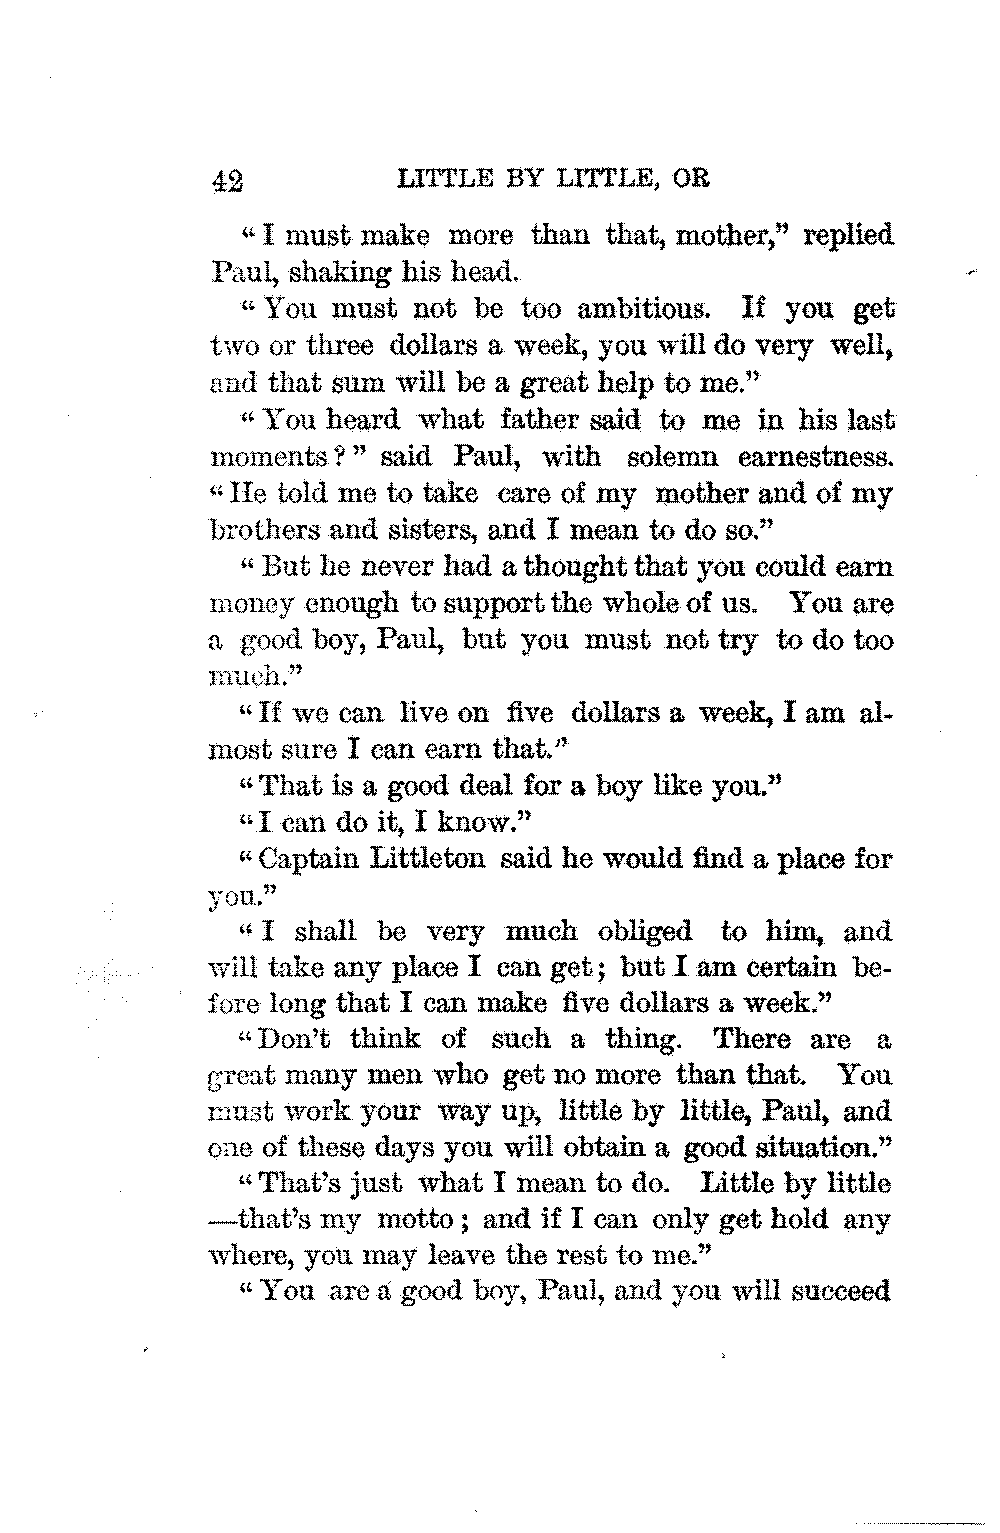 42 LITTLE BY LITTLE, OR
"I must make more than that, mother," replied
Paul, shaking his head.
"You must not be too ambitious. If you get
two or three dollars a week, you will do very well,
and that sum will be a great help to me."
"You heard what father said to me in his last
moments?" said Paul, with solemn earnestness.
"He told me to take care of my mother and of my
brothers and sisters, and I mean to do so."
"But he never had a thought that you could earn
money enough to support the whole of us. You are
a good boy, Paul, but you must not try to do too
much."
"If we can live on five dollars a week, I am al-
most sure I can earn that."
"That is a good deal for a boy like you."
"I can do it, I know."
"Captain Littleton said he would find a place for
you."
"I shall be very much obliged to him, and
will take any place I can get; but I am certain be-
fore long that I can make five dollars a week."
"Don't think of such a thing. There are a
great many men who get no more than that. You
must work your way up, little by little, Paul, and
one of these days you will obtain a good situation."
"That's just what I mean to do. Little by little
—that's my motto; and if I can only get hold any
where, you may leave the rest to me."
"You are a good boy, Paul, and you will succeed